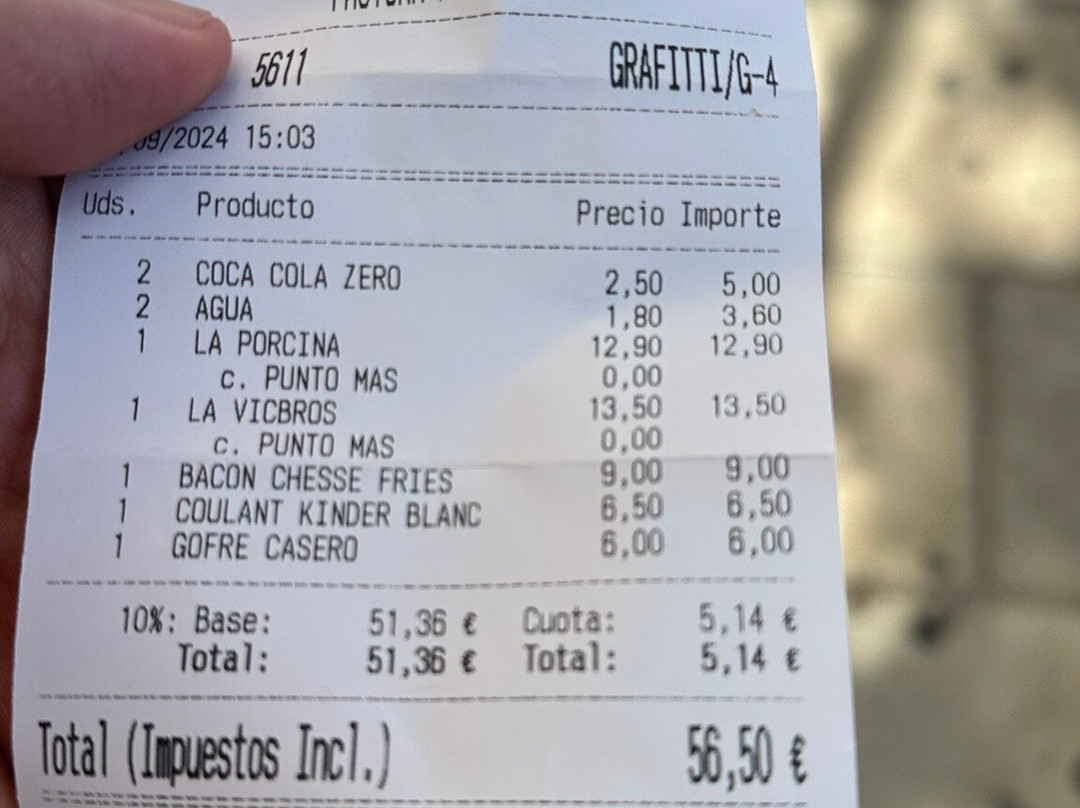 5611 GRAFITTI/G-4
09/2024 15:03
Uds. Producto Precio Importe
2 COCA COLA ZERO 2,50 5,00
2 AGUA 1,80 3,60
1 LA PORCINA 12,90 12,90
c. PUNTO MAS 0,00
1 LA VICBROS 13,50 13,50
c. PUNTO MAS 0,00
1 BACON CHESSE FRIES 9,00 9,00
1 COULANT KINDER BLANC 6,50 6,50
1 GOFRE CASERO 6,00 6,00
10%: Base: 51,36 € Cuota: 5,14 €
Total: 51,36 € Total: 5,14 €
Total (Impuestos Incl.) 56,50 €